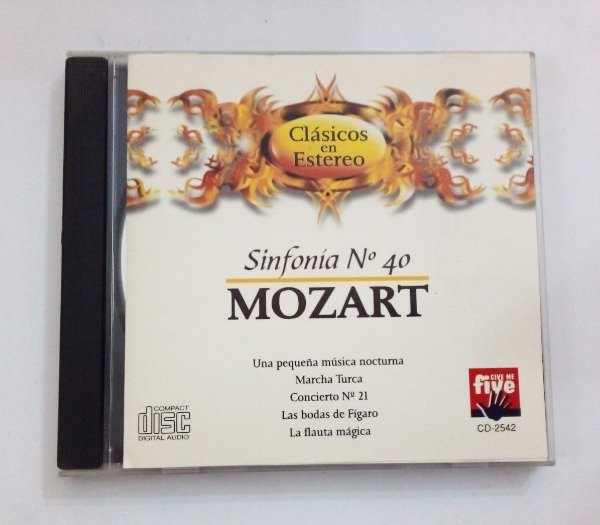 Clásicos
en
Estereo
Sinfonía Nº 40
MOZART
Una pequeña música nocturna
Marcha Turca
Concierto Nº 21
Las bodas de Fígaro
La flauta mágica
COMPACT
disc
DIGITAL AUDIO
GIVE ME
five
CD-2542